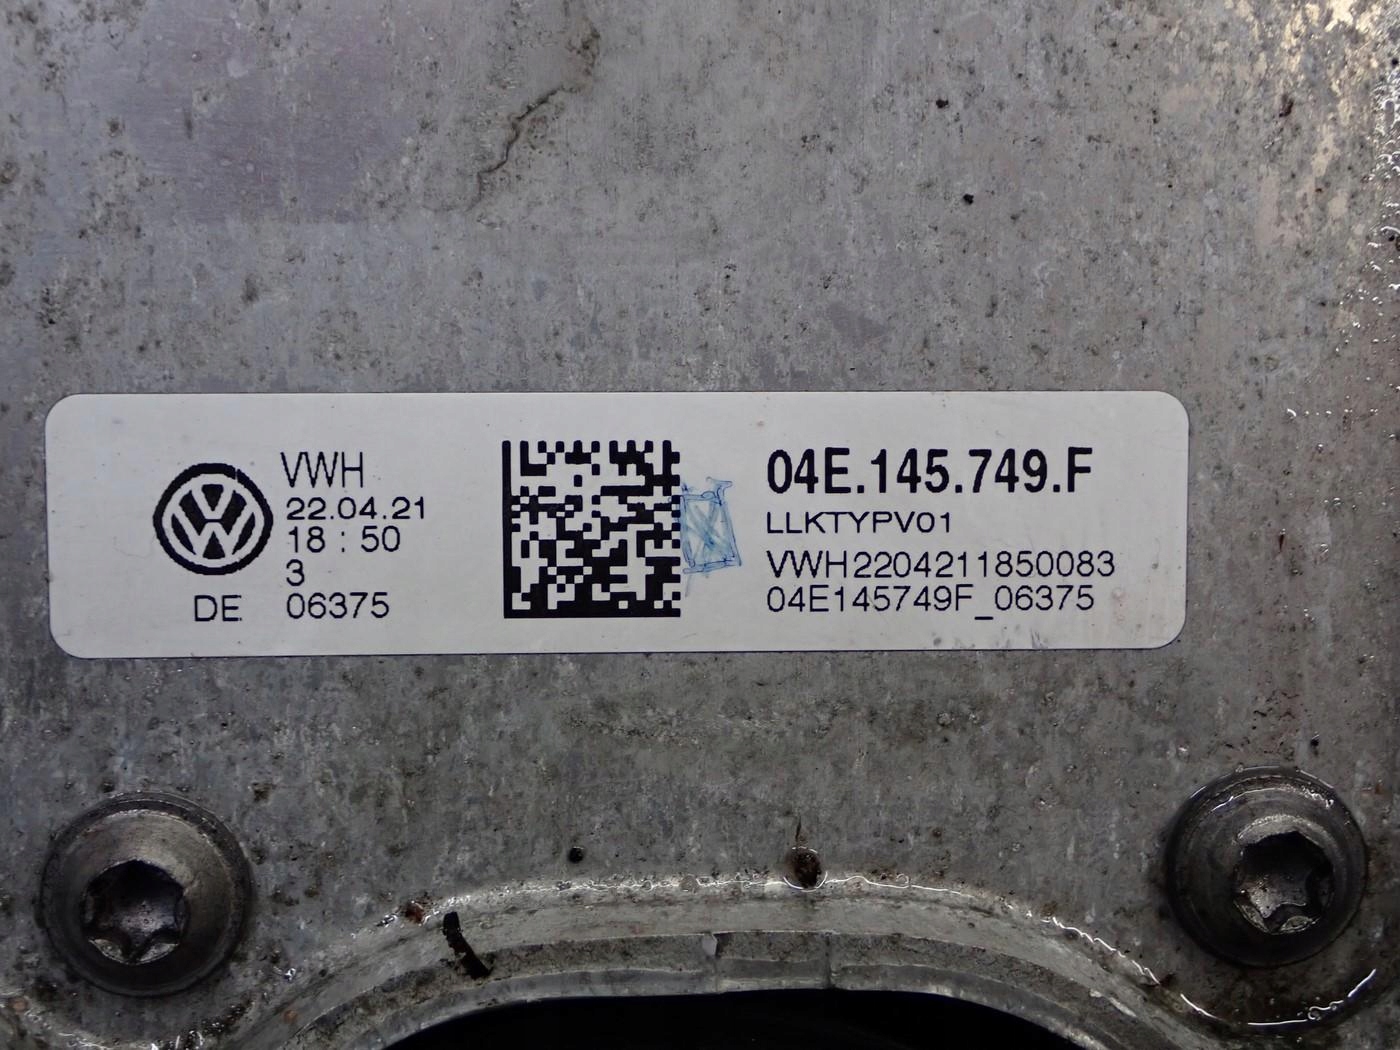 VWH
22.04.21
18 : 50
3
DE 06375
04E.145.749.F
LLKTYPV01
VWH2204211850083
04E145749F_06375